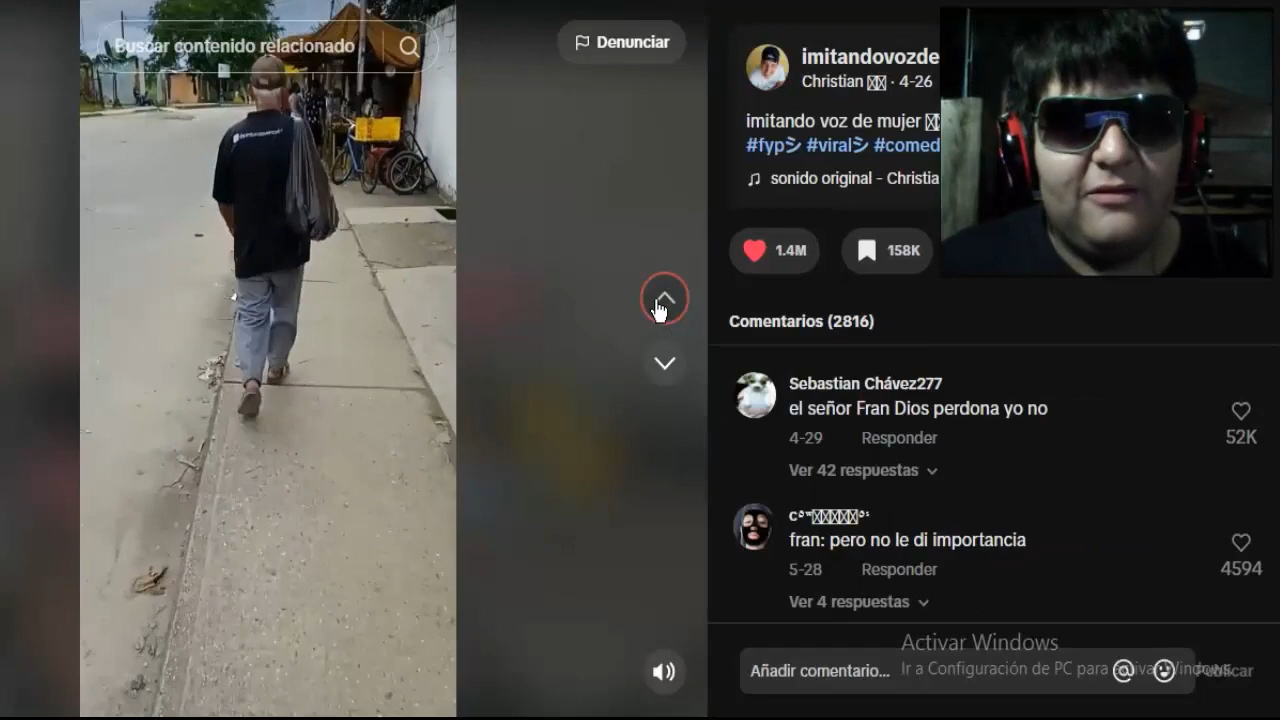 Buscar contenido relacionado
Denunciar
imitandovozde
Christian · 4-26
imitando voz de mujer
#fypシ #viralシ #comed
sonido original - Christia
1.4M
158K
Comentarios (2816)
Sebastian Chávez277
el señor Fran Dios perdona yo no
4-29 Responder
52K
Ver 42 respuestas
fran: pero no le di importancia
5-28 Responder
4594
Ver 4 respuestas
Activar Windows
Ir a Configuración de PC para activar Windows.
Añadir comentario...
Publicar